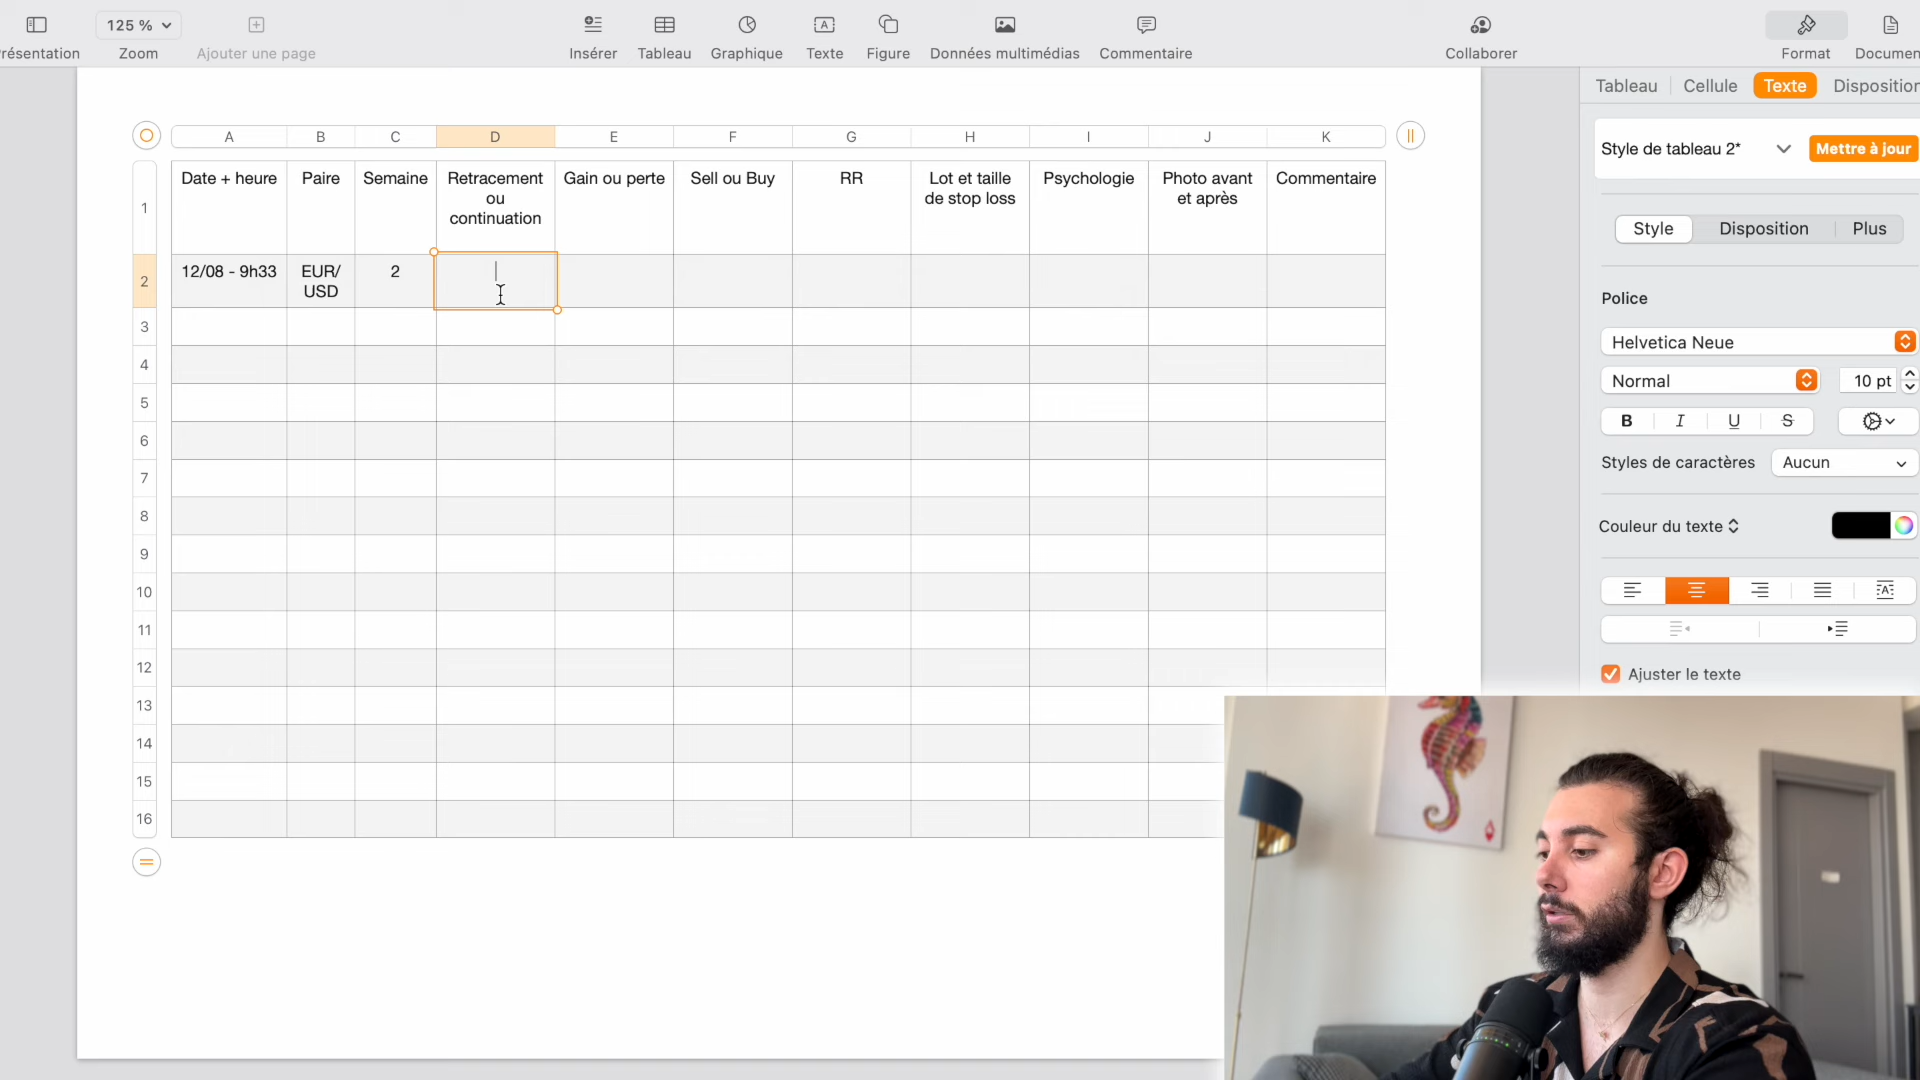 125 %
résentation
Zoom
Ajouter une page
Insérer
Tableau
Graphique
Texte
Figure
Données multimédias
Commentaire
Collaborer
Format
Documen
Tableau
Cellule
Texte
Disposition
Style de tableau 2*
Mettre à jour
Style
Disposition
Plus
Police
Helvetica Neue
Normal
10 pt
B
I
U
S
Styles de caractères
Aucun
Couleur du texte
Ajuster le texte
A B C D E F G H I J K
1
Date + heure
Paire
Semaine
Retracement
ou
continuation
Gain ou perte
Sell ou Buy
RR
Lot et taille
de stop loss
Psychologie
Photo avant
et après
Commentaire
2
12/08 - 9h33
EUR/
USD
2
3
4
5
6
7
8
9
10
11
12
13
14
15
16